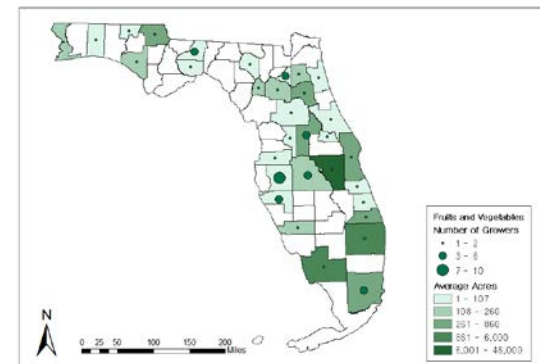 Fruits and Vegetables
Number of Growers
1 - 2
3 - 6
7 - 10
Average Acres
1 - 107
108 - 260
261 - 860
861 - 6,000
6,001 - 45,000
N
0 25 50 100 150 200
Miles